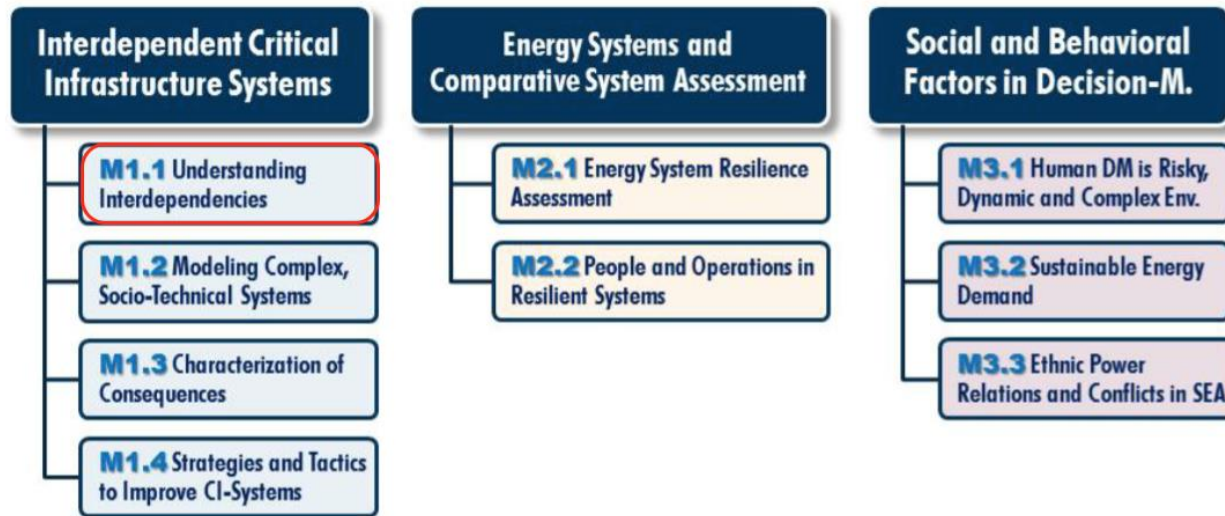 Interdependent Critical
Infrastructure Systems
M1.1 Understanding
Interdependencies
M1.2 Modeling Complex,
Socio-Technical Systems
M1.3 Characterization of
Consequences
M1.4 Strategies and Tactics
to Improve CI-Systems
Energy Systems and
Comparative System Assessment
M2.1 Energy System Resilience
Assessment
M2.2 People and Operations in
Resilient Systems
Social and Behavioral
Factors in Decision-M.
M3.1 Human DM is Risky,
Dynamic and Complex Env.
M3.2 Sustainable Energy
Demand
M3.3 Ethnic Power
Relations and Conflicts in SEA